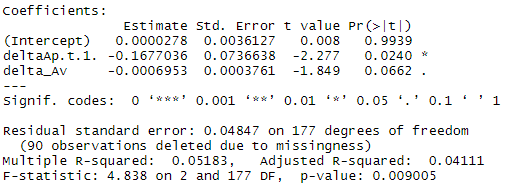 Coefficients:
Estimate Std. Error t value Pr(>|t|)
(Intercept) 0.0000278 0.0036127 0.008 0.9939
deltaAp.t.1. -0.1677036 0.0736638 -2.277 0.0240 *
delta_Av -0.0006953 0.0003761 -1.849 0.0662 .
---
Signif. codes: 0 ‘***’ 0.001 ‘**’ 0.01 ‘*’ 0.05 ‘.’ 0.1 ‘ ’ 1
Residual standard error: 0.04847 on 177 degrees of freedom
(90 observations deleted due to missingness)
Multiple R-squared: 0.05183, Adjusted R-squared: 0.04111
F-statistic: 4.838 on 2 and 177 DF, p-value: 0.009005